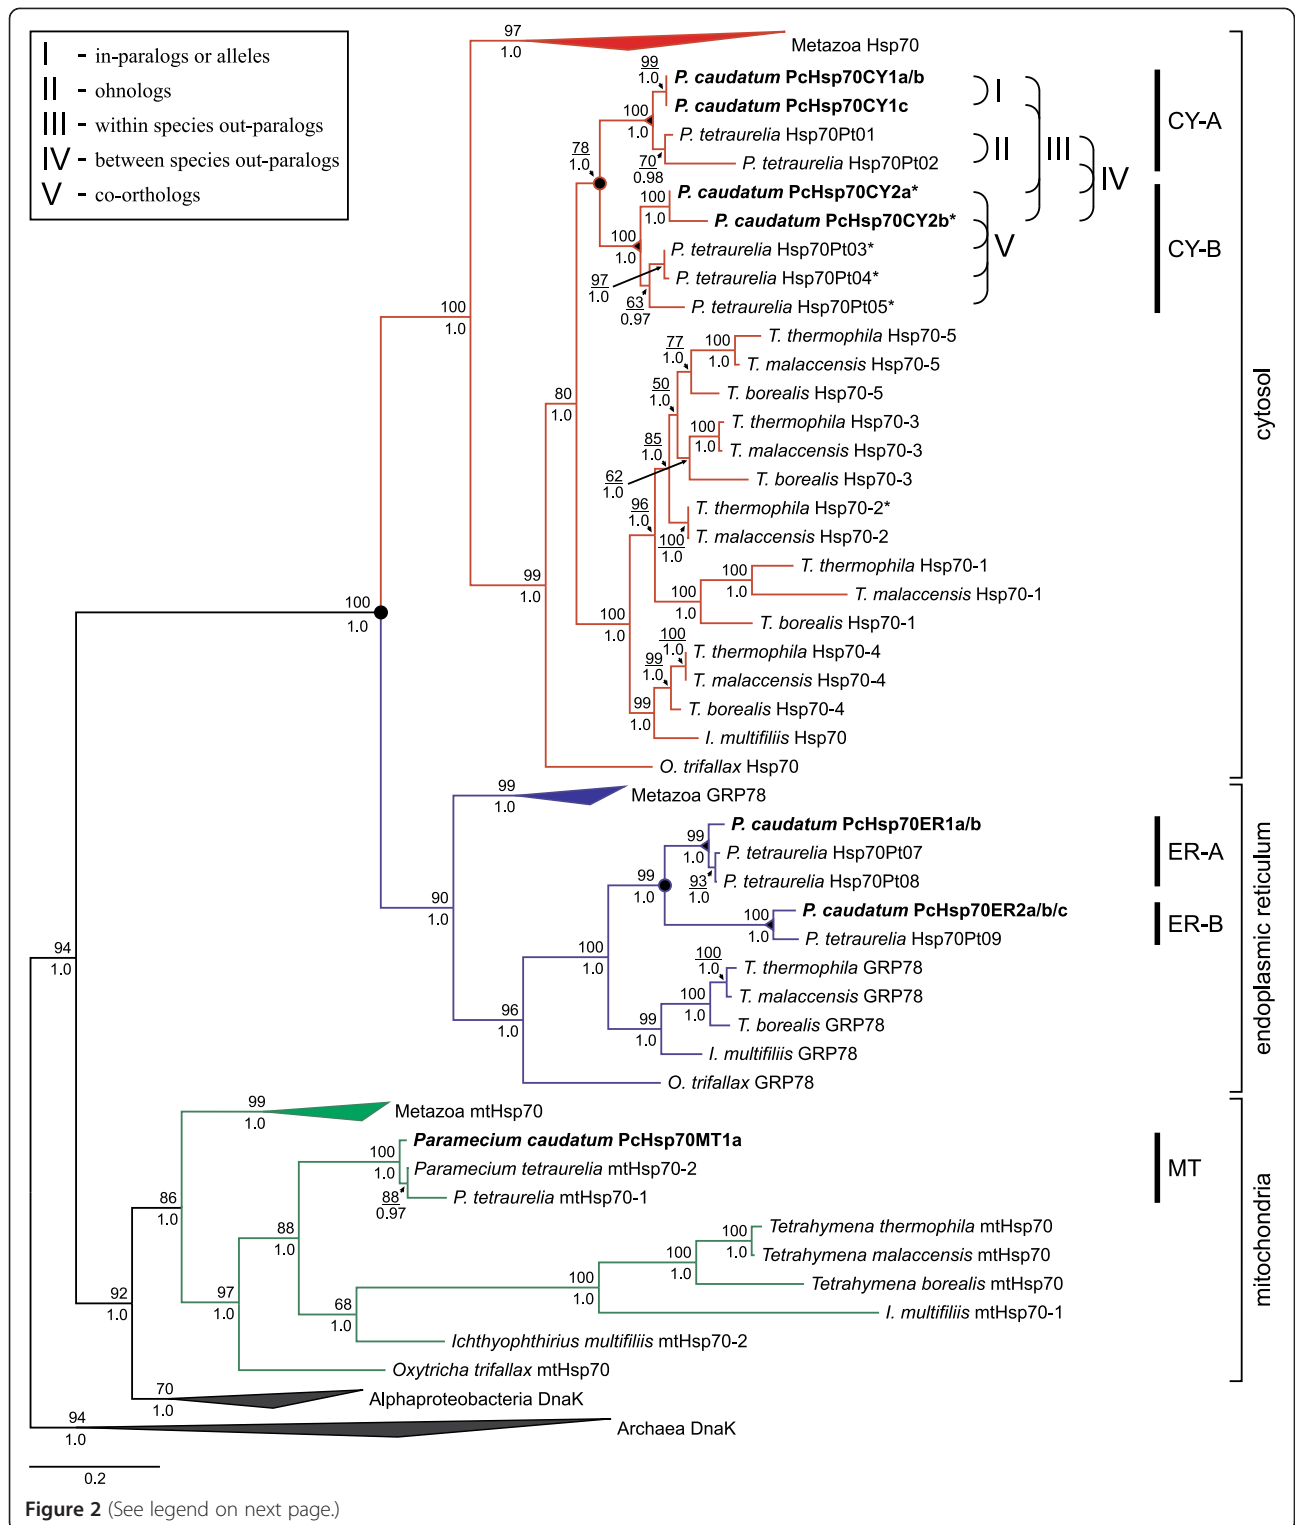 I - in-paralogs or alleles
II - ohnologs
III - within species out-paralogs
IV - between species out-paralogs
V - co-orthologs
97
1.0
Metazoa Hsp70
99
1.0
P. caudatum PcHsp70CY1a/b
P. caudatum PcHsp70CY1c
100
1.0
P. tetraurelia Hsp70Pt01
P. tetraurelia Hsp70Pt02
70
0.98
78
1.0
P. caudatum PcHsp70CY2a*
100
1.0
P. caudatum PcHsp70CY2b*
100
1.0
P. tetraurelia Hsp70Pt03*
P. tetraurelia Hsp70Pt04*
97
1.0
P. tetraurelia Hsp70Pt05*
63
0.97
I
II
III
IV
V
CY-A
CY-B
cytosol
100
1.0
T. thermophila Hsp70-5
77
1.0
100
1.0
T. malaccensis Hsp70-5
T. borealis Hsp70-5
50
1.0
80
1.0
T. thermophila Hsp70-3
100
1.0
T. malaccensis Hsp70-3
85
1.0
T. borealis Hsp70-3
62
1.0
T. thermophila Hsp70-2*
96
1.0
T. malaccensis Hsp70-2
100
1.0
T. thermophila Hsp70-1
100
1.0
T. malaccensis Hsp70-1
99
1.0
100
1.0
T. borealis Hsp70-1
100
1.0
100
1.0
T. thermophila Hsp70-4
99
1.0
T. malaccensis Hsp70-4
T. borealis Hsp70-4
99
1.0
I. multifiliis Hsp70
O. trifallax Hsp70
100
1.0
99
1.0
Metazoa GRP78
P. caudatum PcHsp70ER1a/b
99
1.0
P. tetraurelia Hsp70Pt07
P. tetraurelia Hsp70Pt08
93
1.0
99
1.0
P. caudatum PcHsp70ER2a/b/c
100
1.0
P. tetraurelia Hsp70Pt09
ER-A
ER-B
endoplasmic reticulum
90
1.0
100
1.0
100
1.0
T. thermophila GRP78
T. malaccensis GRP78
100
1.0
T. borealis GRP78
96
1.0
99
1.0
I. multifiliis GRP78
O. trifallax GRP78
94
1.0
99
1.0
Metazoa mtHsp70
Paramecium caudatum PcHsp70MT1a
100
1.0
Paramecium tetraurelia mtHsp70-2
P. tetraurelia mtHsp70-1
88
0.97
MT
mitochondria
86
1.0
88
1.0
100
1.0
Tetrahymena thermophila mtHsp70
Tetrahymena malaccensis mtHsp70
100
1.0
Tetrahymena borealis mtHsp70
100
1.0
I. multifiliis mtHsp70-1
92
1.0
97
1.0
68
1.0
Ichthyophthirius multifiliis mtHsp70-2
Oxytricha trifallax mtHsp70
70
1.0
Alphaproteobacteria DnaK
94
1.0
Archaea DnaK
0.2
Figure 2 (See legend on next page.)